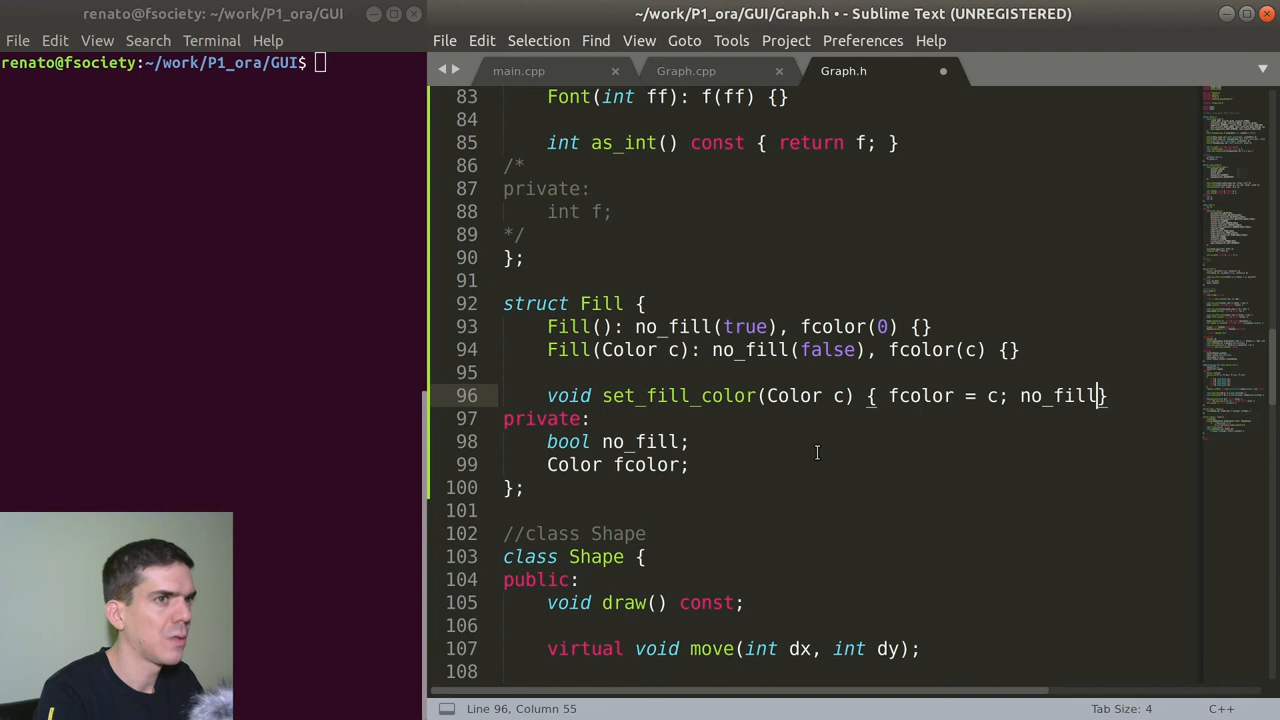 ~/work/P1_ora/GUI
File Edit View Search Terminal Help
renato@fsociety:~/work/P1_ora/GUI$
~/work/P1_ora/GUI/Graph.h • - Sublime Text (UNREGISTERED)
File Edit Selection Find View Goto Tools Project Preferences Help
main.cpp Graph.cpp Graph.h
83 Font(int ff): f(ff) {}
84
85 int as_int() const { return f; }
86 /*
87 private:
88 int f;
89 */
90 };
91
92 struct Fill {
93 Fill(): no_fill(true), fcolor(0) {}
94 Fill(Color c): no_fill(false), fcolor(c) {}
95
96 void set_fill_color(Color c) { fcolor = c; no_fill}
97 private:
98 bool no_fill;
99 Color fcolor;
100 };
101
102 //class Shape
103 class Shape {
104 public:
105 void draw() const;
106
107 virtual void move(int dx, int dy);
108
Line 96, Column 55 Tab Size: 4 C++